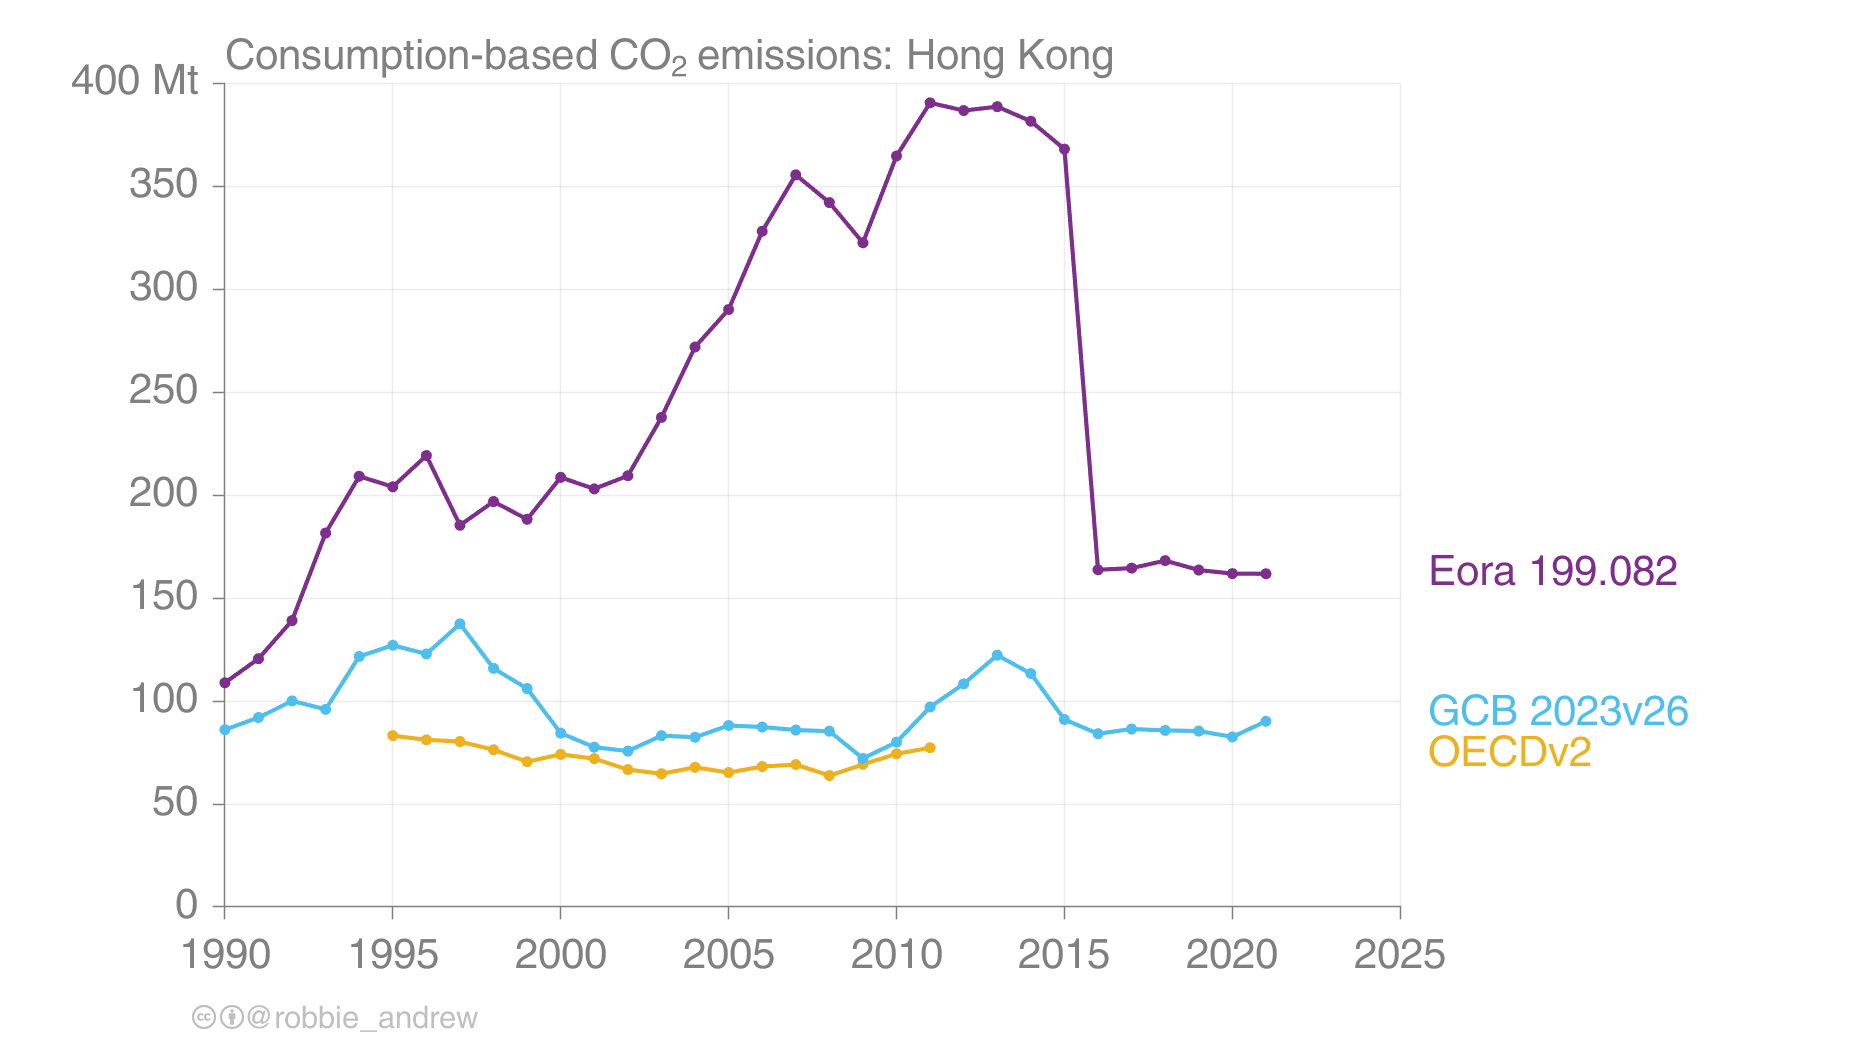 Consumption-based CO₂ emissions: Hong Kong
400 Mt
350
300
250
200
150
100
50
0
1990 1995 2000 2005 2010 2015 2020 2025
Eora 199.082
GCB 2023v26
OECDv2
cc @robbie_andrew